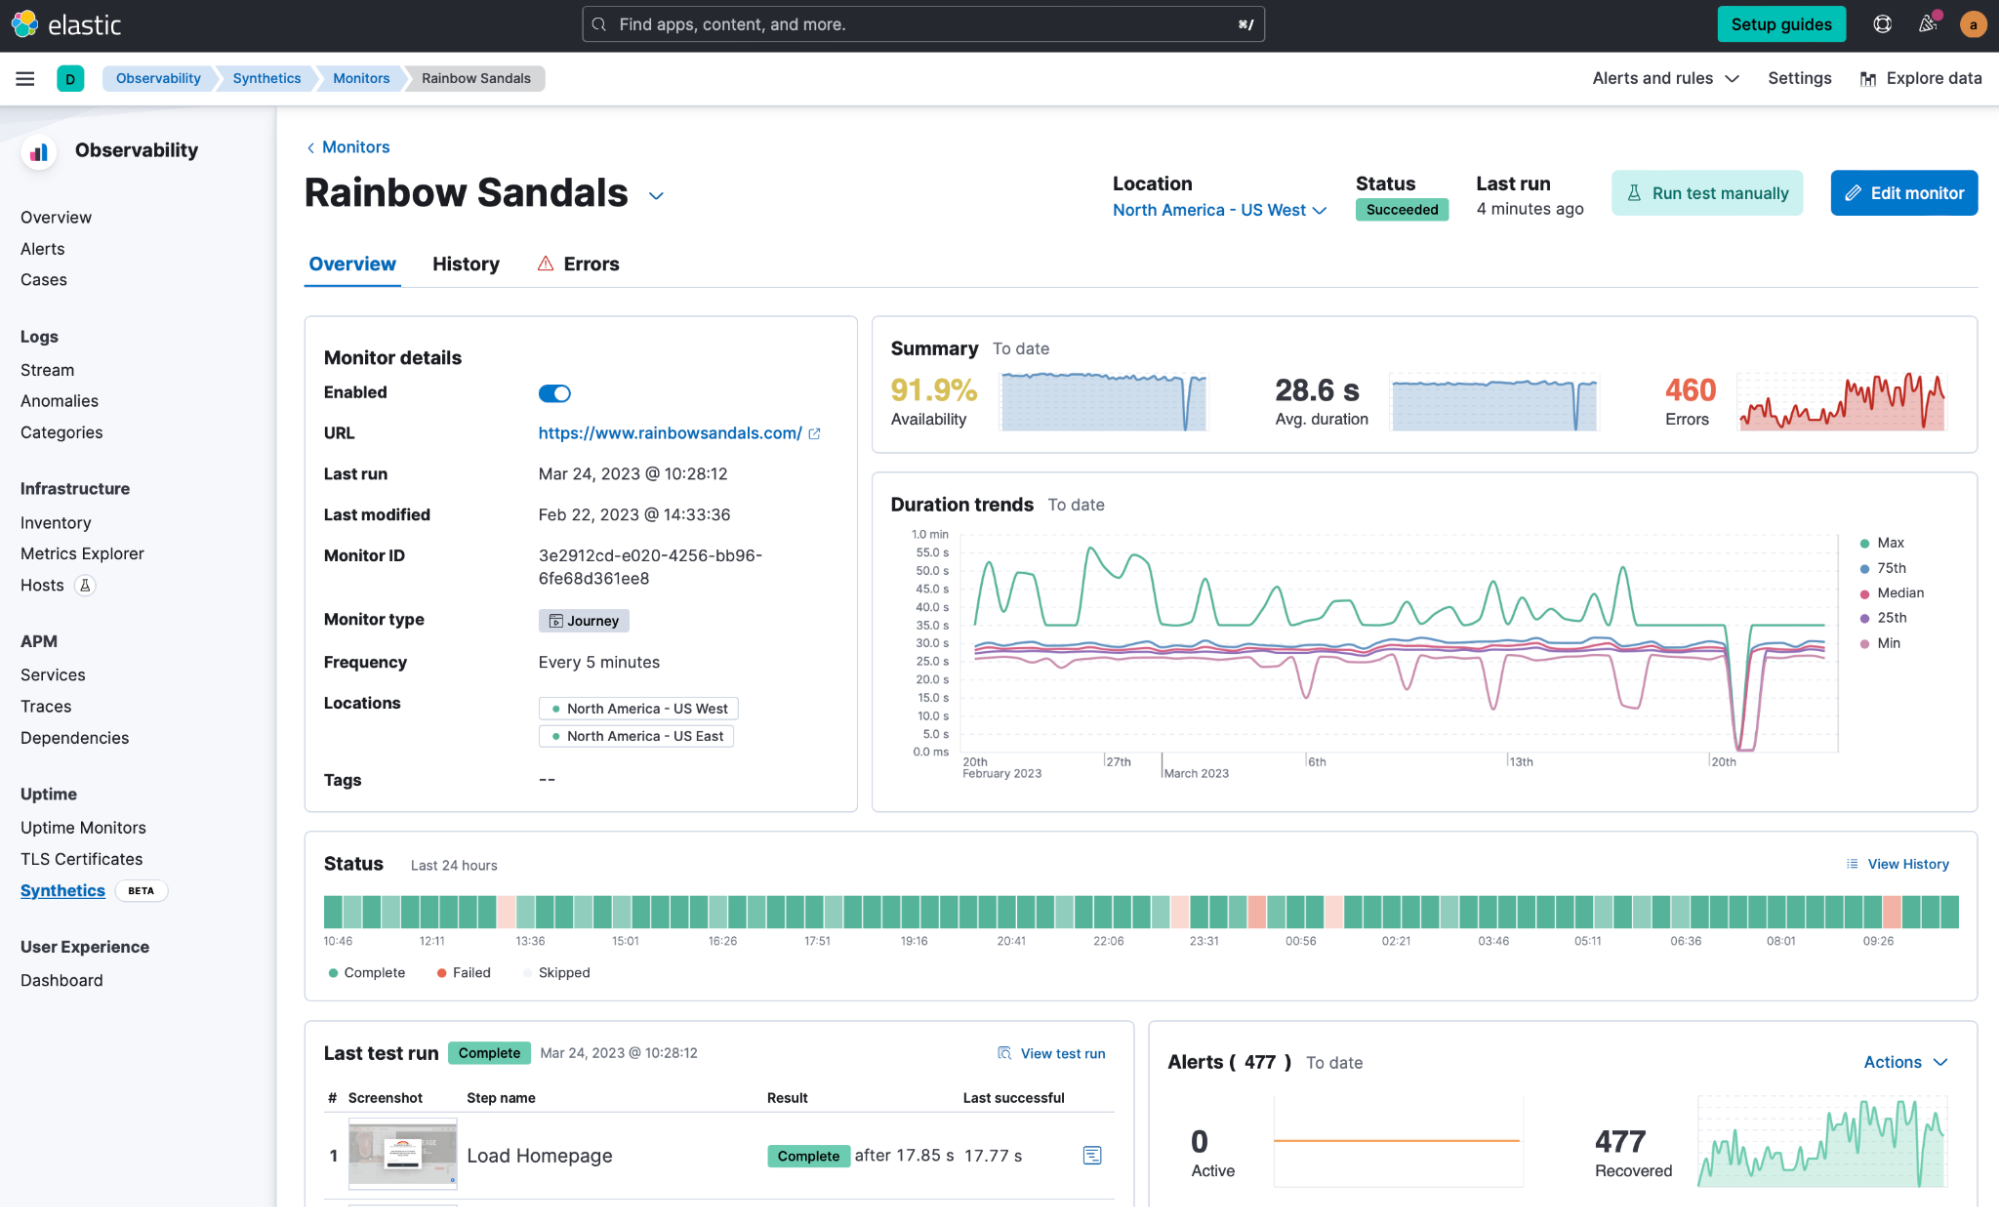 elastic
Find apps, content, and more.
⌘/
Setup guides
a
D
Observability
Synthetics
Monitors
Rainbow Sandals
Alerts and rules
Settings
Explore data
Observability
Overview
Alerts
Cases
Logs
Stream
Anomalies
Categories
Infrastructure
Inventory
Metrics Explorer
Hosts
APM
Services
Traces
Dependencies
Uptime
Uptime Monitors
TLS Certificates
Synthetics BETA
User Experience
Dashboard
Monitors
Rainbow Sandals
Location
North America - US West
Status
Succeeded
Last run
4 minutes ago
Run test manually
Edit monitor
Overview
History
Errors
Monitor details
Enabled
URL https://www.rainbowsandals.com/
Last run Mar 24, 2023 @ 10:28:12
Last modified Feb 22, 2023 @ 14:33:36
Monitor ID 3e2912cd-e020-4256-bb96-
6fe68d361ee8
Monitor type Journey
Frequency Every 5 minutes
Locations North America - US West
North America - US East
Tags --
Summary To date
91.9%
Availability
28.6 s
Avg. duration
460
Errors
Duration trends To date
1.0 min
55.0 s
50.0 s
45.0 s
40.0 s
35.0 s
30.0 s
25.0 s
20.0 s
15.0 s
10.0 s
5.0 s
0.0 ms
20th 27th 6th 13th 20th
February 2023 March 2023
Max
75th
Median
25th
Min
Status Last 24 hours
View History
10:46 12:11 13:36 15:01 16:26 17:51 19:16 20:41 22:06 23:31 00:56 02:21 03:46 05:11 06:36 08:01 09:26
Complete Failed Skipped
Last test run Complete Mar 24, 2023 @ 10:28:12
View test run
# Screenshot Step name Result Last successful
1 Load Homepage Complete after 17.85 s 17.77 s
Alerts ( 477 ) To date
Actions
0
Active
477
Recovered